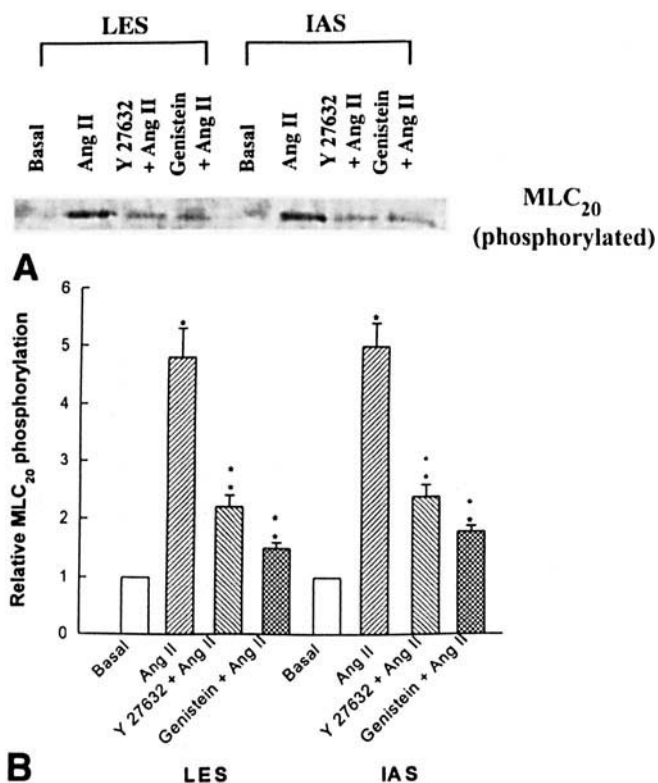 LES IAS
Basal
Ang II
Y 27632
+ Ang II
Genistein
+ Ang II
Basal
Ang II
Y 27632
+ Ang II
Genistein
+ Ang II
MLC20
(phosphorylated)
A
Relative MLC20 phosphorylation
6
5
4
3
2
1
0
Basal
Ang II
Y 27632 + Ang II
Genistein + Ang II
Basal
Ang II
Y 27632 + Ang II
Genistein + Ang II
B LES IAS